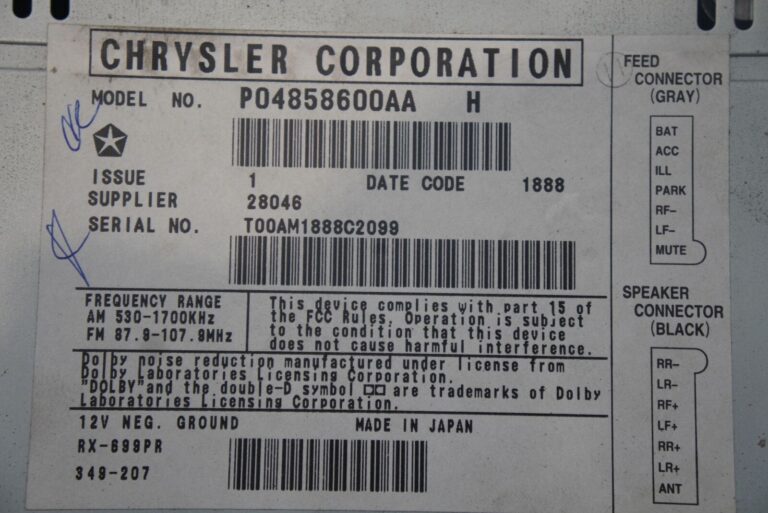 CHRYSLER CORPORATION
MODEL NO. P04858600AA H
ISSUE 1 DATE CODE 1888
SUPPLIER 28046
SERIAL NO. T00AM1888C2099
FREQUENCY RANGE
AM 530-1700KHz
FM 87.9-107.9MHz
This device complies with part 15 of
the FCC Rules. Operation is subject
to the condition that this device
does not cause harmful interference.
Dolby noise reduction manufactured under license from
Dolby Laboratories Licensing Corporation.
"DOLBY"and the double-D symbol are trademarks of Dolby
Laboratories Licensing Corporation.
12V NEG. GROUND MADE IN JAPAN
RX-699PR
349-207
FEED
CONNECTOR
(GRAY)
BAT
ACC
ILL
PARK
RF-
LF-
MUTE
SPEAKER
CONNECTOR
(BLACK)
RR-
LR-
RF+
LF+
RR+
LR+
ANT